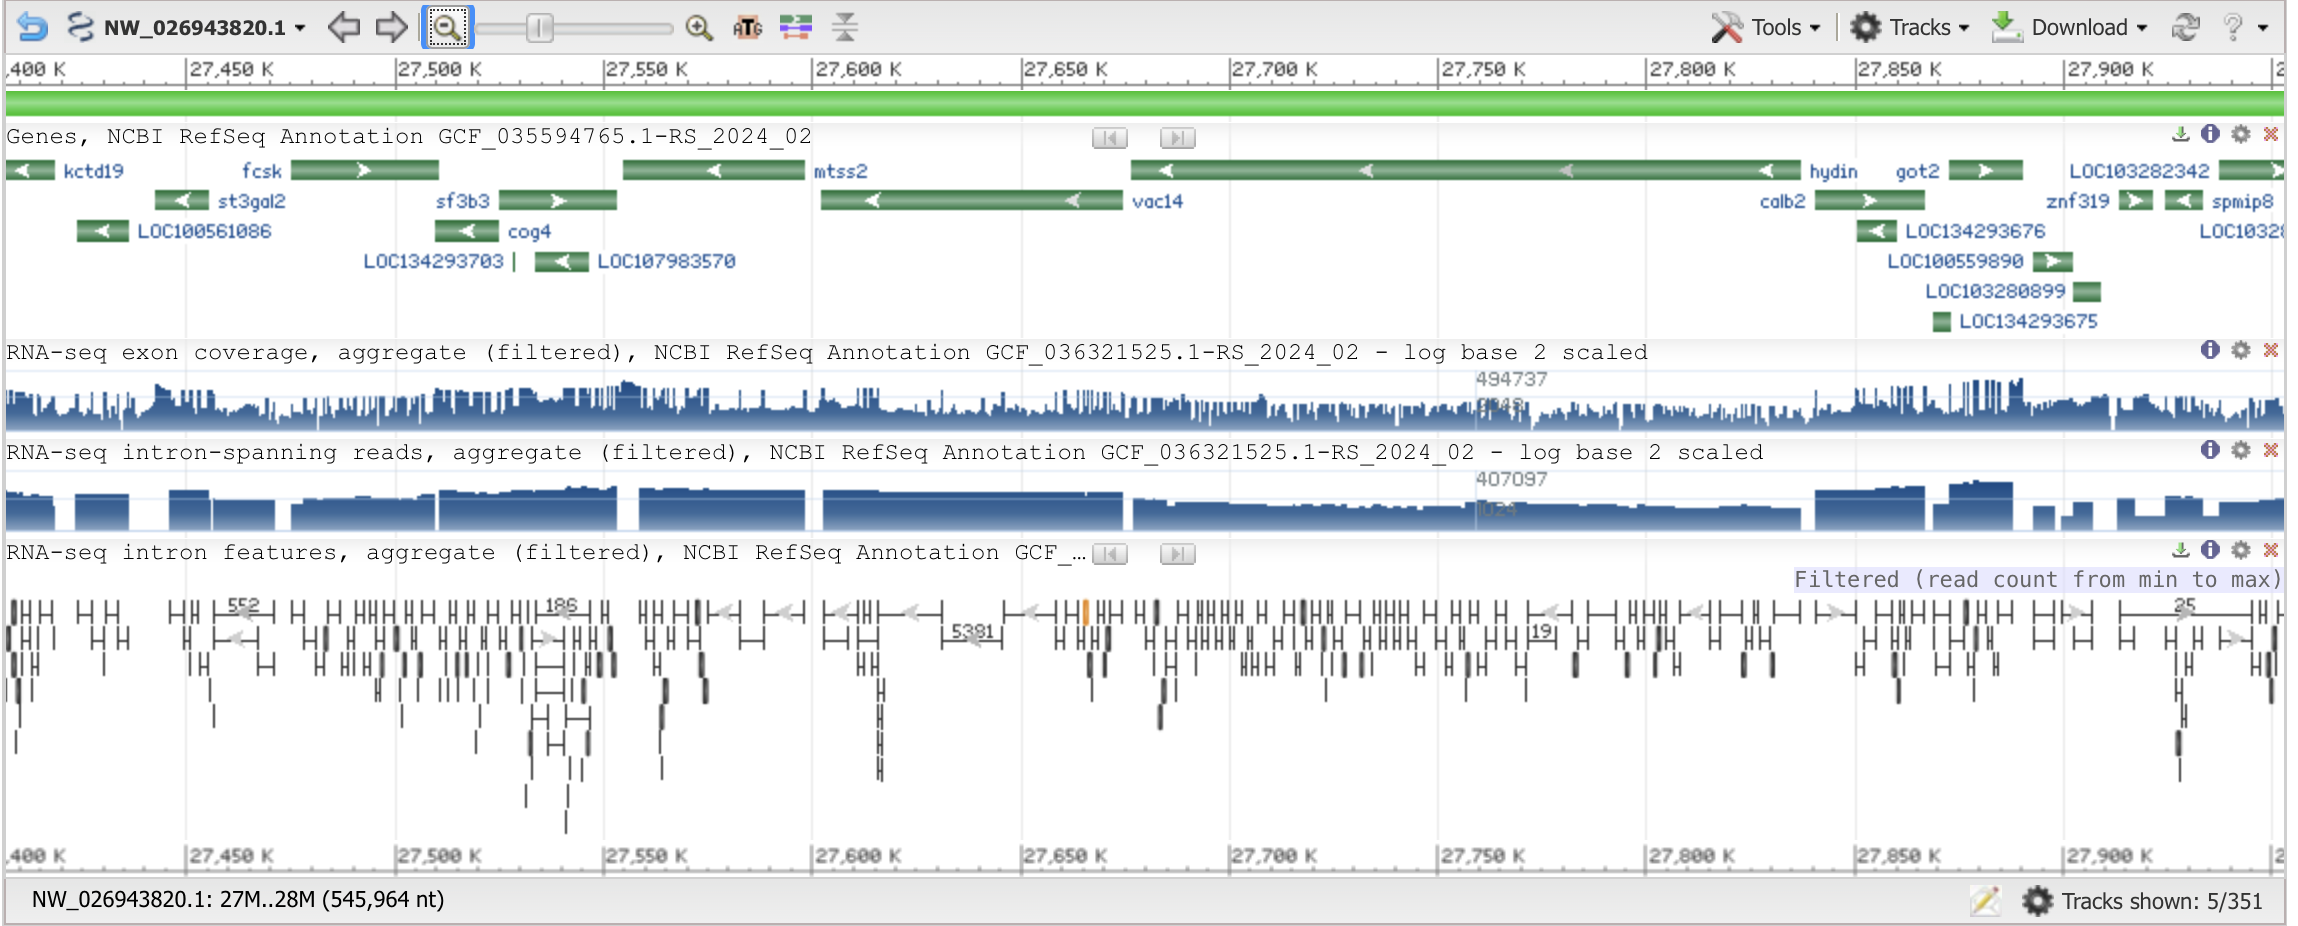 NW_026943820.1 Tools Tracks Download ?
,400 K 27,450 K 27,500 K 27,550 K 27,600 K 27,650 K 27,700 K 27,750 K 27,800 K 27,850 K 27,900 K 2
Genes, NCBI RefSeq Annotation GCF_035594765.1-RS_2024_02
kctd19 fcsk mtss2 hydin got2 LOC103282342
st3gal2 sf3b3 vac14 calb2 znf319 spmip8
LOC100561086 cog4 LOC134293676 LOC1032
LOC134293703 LOC107983570 LOC100559890
LOC103280899
LOC134293675
RNA-seq exon coverage, aggregate (filtered), NCBI RefSeq Annotation GCF_036321525.1-RS_2024_02 - log base 2 scaled
494737
RNA-seq intron-spanning reads, aggregate (filtered), NCBI RefSeq Annotation GCF_036321525.1-RS_2024_02 - log base 2 scaled
407097
1024
RNA-seq intron features, aggregate (filtered), NCBI RefSeq Annotation GCF_…
Filtered (read count from min to max)
552 186 25
5381 19
,400 K 27,450 K 27,500 K 27,550 K 27,600 K 27,650 K 27,700 K 27,750 K 27,800 K 27,850 K 27,900 K 2
NW_026943820.1: 27M..28M (545,964 nt) Tracks shown: 5/351